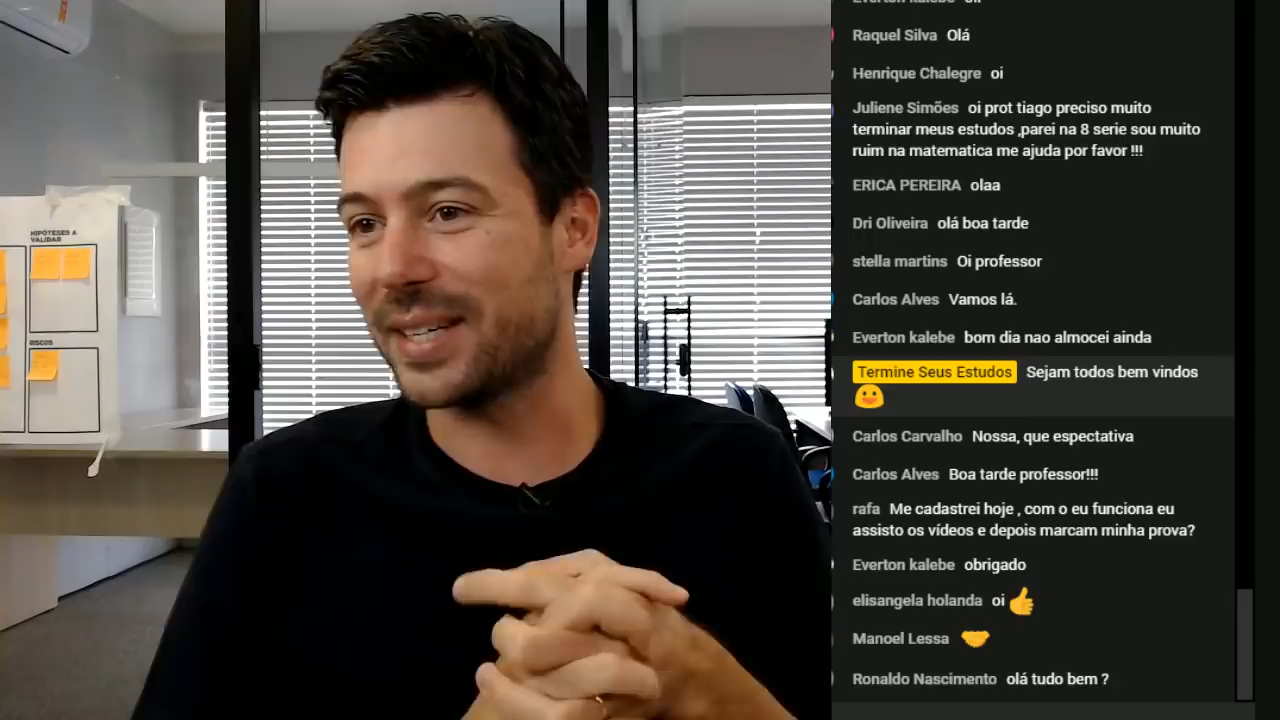 HIPÓTESES A
VALIDAR
RISCOS
Everton kalebe oii
Raquel Silva Olá
Henrique Chalegre oi
Juliene Simões oi prot tiago preciso muito
terminar meus estudos ,parei na 8 serie sou muito
ruim na matematica me ajuda por favor !!!
ERICA PEREIRA olaa
Dri Oliveira olá boa tarde
stella martins Oi professor
Carlos Alves Vamos lá.
Everton kalebe bom dia nao almocei ainda
Termine Seus Estudos Sejam todos bem vindos
Carlos Carvalho Nossa, que espectativa
Carlos Alves Boa tarde professor!!!
rafa Me cadastrei hoje , com o eu funciona eu
assisto os vídeos e depois marcam minha prova?
Everton kalebe obrigado
elisangela holanda oi
Manoel Lessa
Ronaldo Nascimento olá tudo bem ?